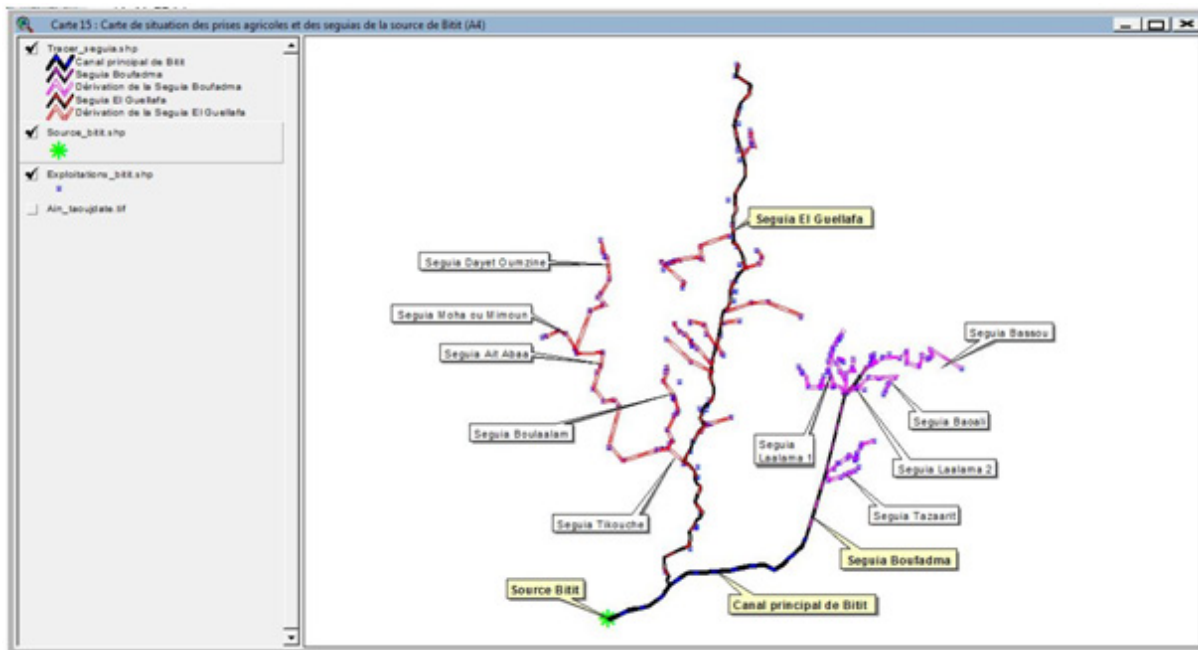 Carte 15 : Carte de situation des prises agricoles et des seguias de la source de Bitit (A4)
Tracer_seguia.shp
Canal principal de Bitit
Seguia Boufadma
Dérivation de la Seguia Boufadma
Seguia El Guellafa
Dérivation de la Seguia El Guellafa
Source_bitit.shp
Exploitations_bitit.shp
Ain_taoujdate.tif
Seguia El Guellafa
Seguia Dayet Oumzine
Seguia Moha ou Mimoun
Seguia Bassou
Seguia Ait Abaa
Seguia Baoali
Seguia Boulaalam
Seguia
Laalama 1
Seguia Laalama 2
Seguia Tikouche
Seguia Tazaarit
Seguia Boufadma
Source Bitit
Canal principal de Bitit